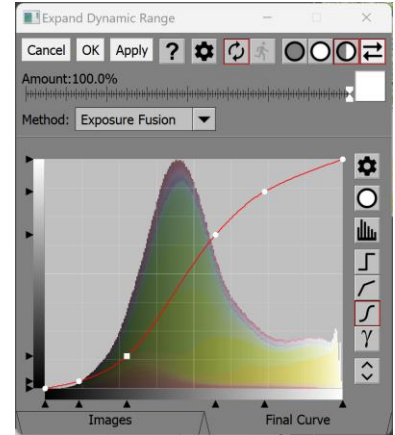 Expand Dynamic Range
Cancel OK Apply ?
Amount:100.0%
Method: Exposure Fusion
γ
Images Final Curve